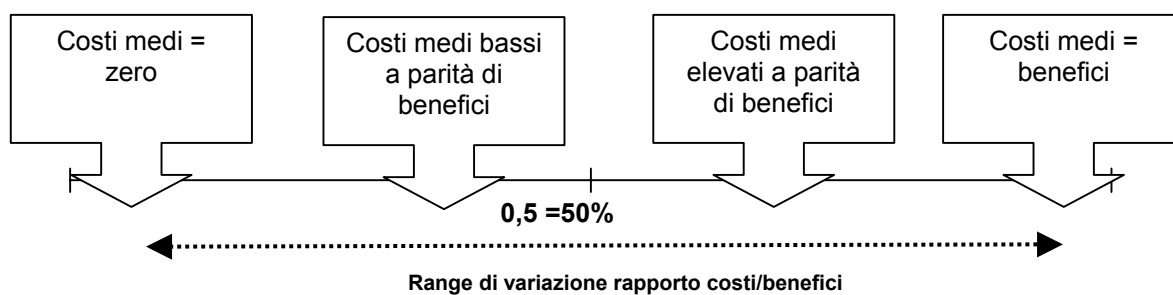 Costi medi =
zero
Costi medi bassi
a parità di
benefici
Costi medi
elevati a parità
di benefici
Costi medi =
benefici
0,5 =50%
Range di variazione rapporto costi/benefici